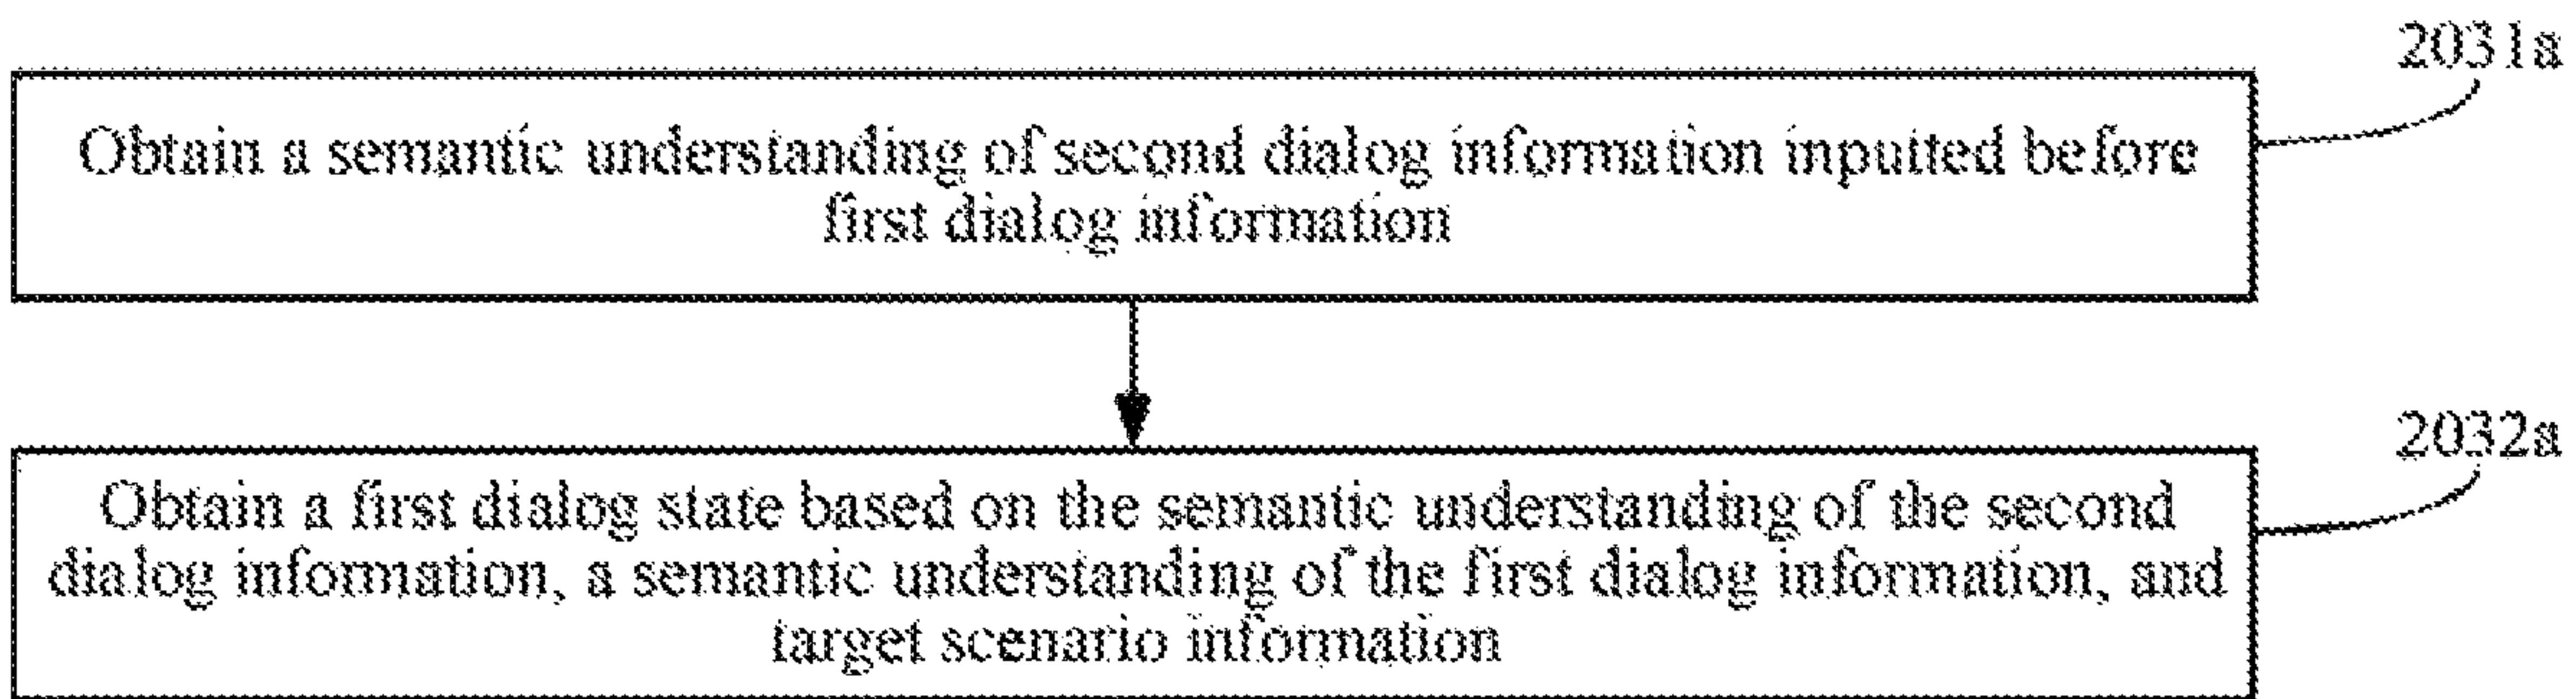 2031a
Obtain a semantic understanding of second dialog information inputted before
first dialog information
2032a
Obtain a first dialog state based on the semantic understanding of the second
dialog information, a semantic understanding of the first dialog information, and
target scenario information